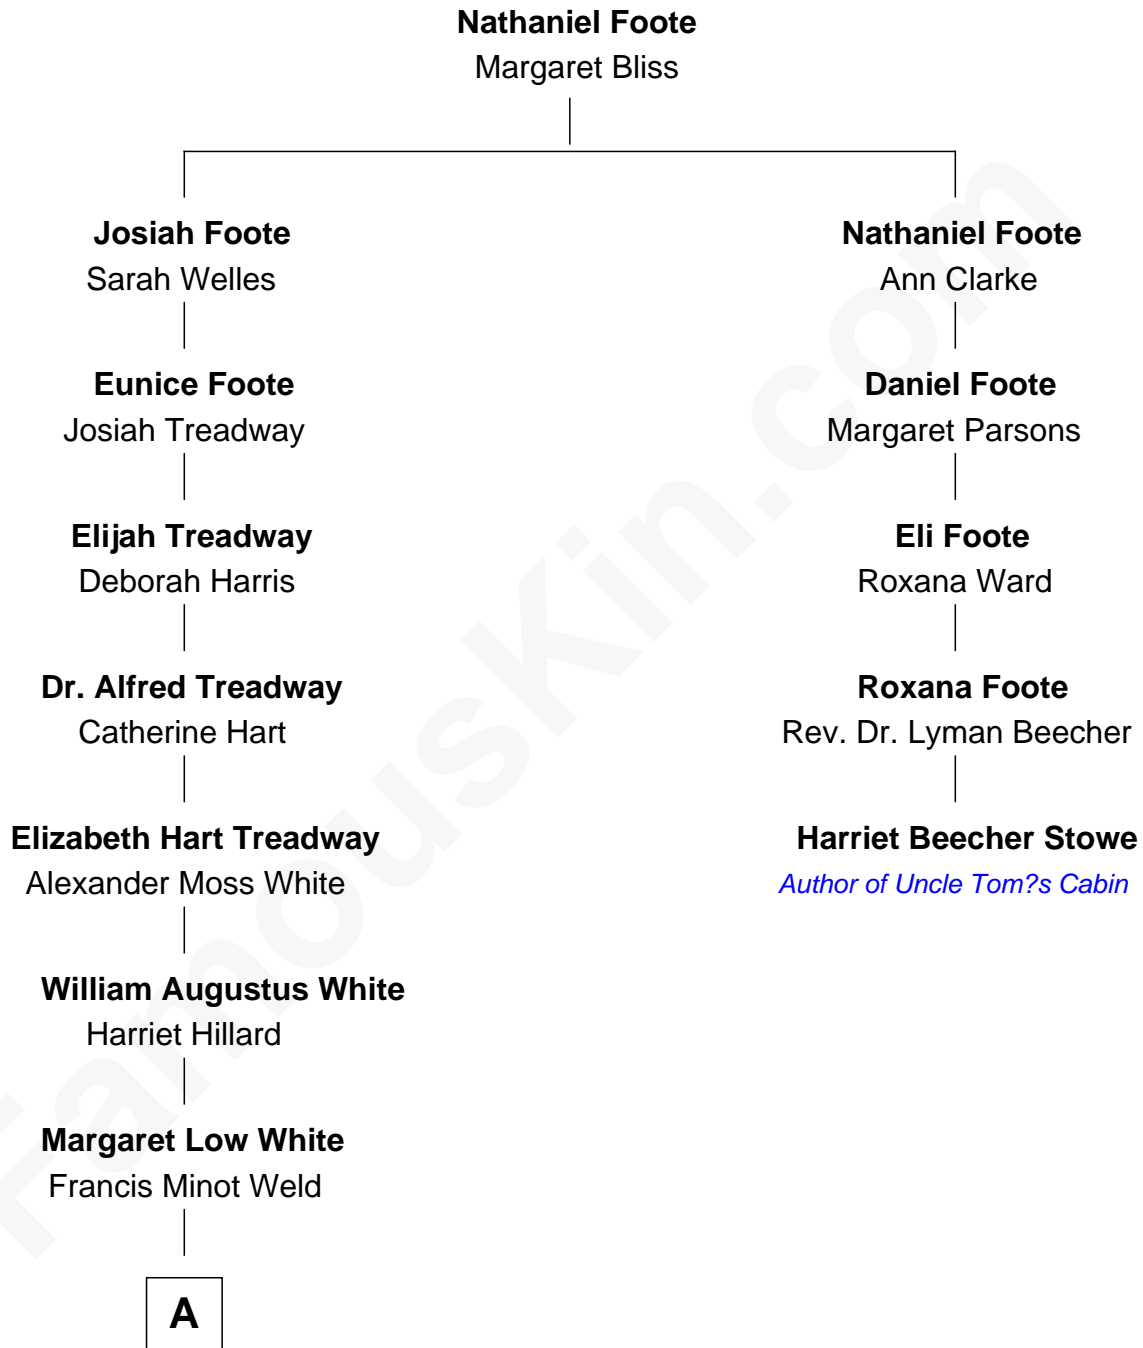 Nathaniel Foote
Margaret Bliss
Josiah Foote
Sarah Welles
Nathaniel Foote
Ann Clarke
Eunice Foote
Josiah Treadway
Daniel Foote
Margaret Parsons
Elijah Treadway
Deborah Harris
Eli Foote
Roxana Ward
Dr. Alfred Treadway
Catherine Hart
Roxana Foote
Rev. Dr. Lyman Beecher
Elizabeth Hart Treadway
Alexander Moss White
Harriet Beecher Stowe
Author of Uncle Tom?s Cabin
William Augustus White
Harriet Hillard
Margaret Low White
Francis Minot Weld
A
FamousKin.com